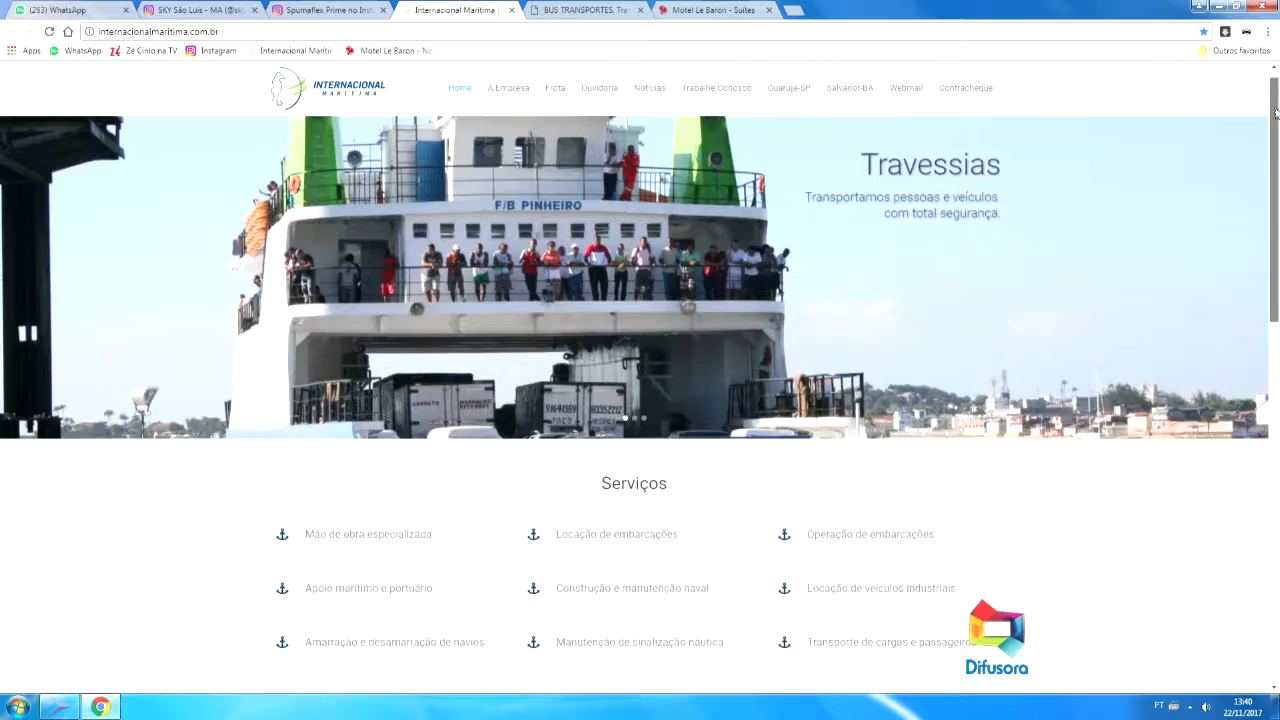 (263) WhatsApp
SKY São Luis - MA (@sk
Spumaflex Prime no Inst
Internacional Marítima |
BUS TRANSPORTES. Tra
Motel Le Baron - Suítes
internacionalmaritima.com.br
Apps
WhatsApp
Zé Cirilo na TV
Instagram
Internacional Maríti
Motel Le Baron - No
Outros favoritos
INTERNACIONAL
MARÍTIMA
Home
A Empresa
Frota
Ouvidoria
Notícias
Trabalhe Conosco
Guarujá-SP
Salvador-BA
Webmail
Contracheque
Travessias
Transportamos pessoas e veículos
com total segurança.
F/B PINHEIRO
Serviços
Mão de obra especializada
Locação de embarcações
Operação de embarcações
Apoio marítimo e portuário
Construção e manutenção naval
Locação de veículos industriais
Amarração e desamarração de navios
Manutenção de sinalização náutica
Transporte de cargas e passageiros
Difusora
PT
13:40
22/11/2017